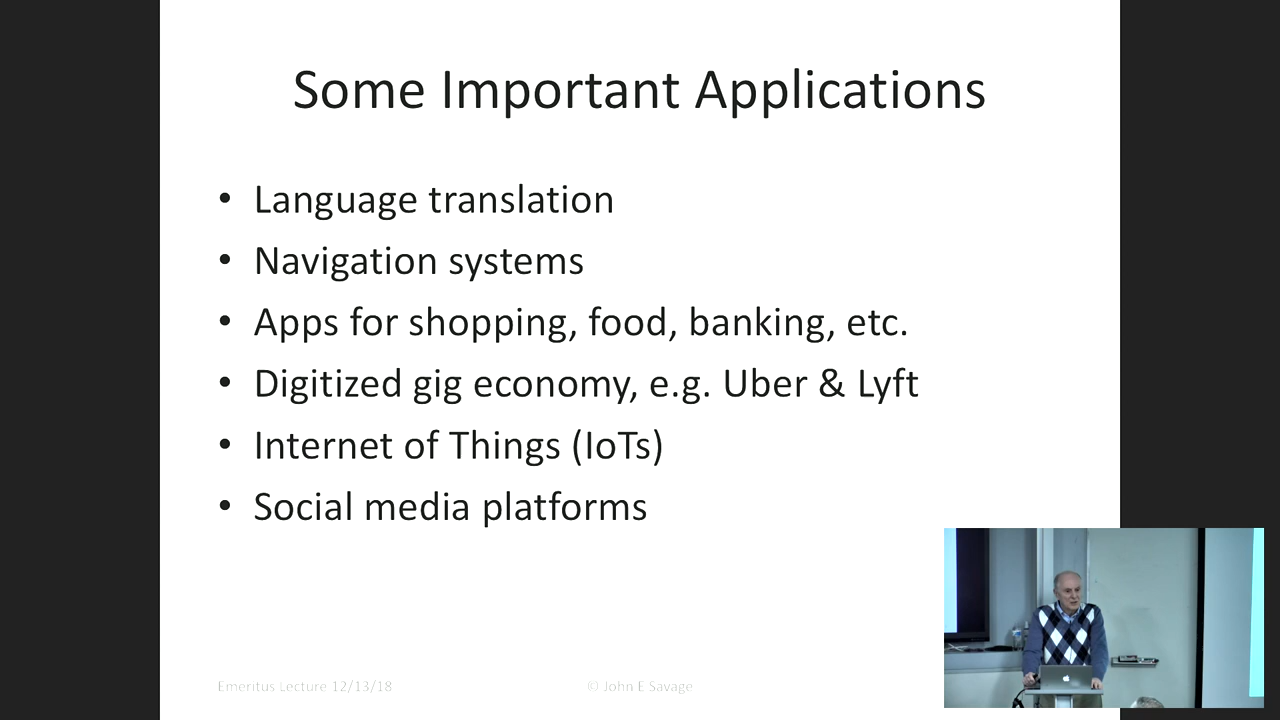 Some Important Applications
• Language translation
• Navigation systems
• Apps for shopping, food, banking, etc.
• Digitized gig economy, e.g. Uber & Lyft
• Internet of Things (IoTs)
• Social media platforms
Emeritus Lecture 12/13/18
© John E Savage